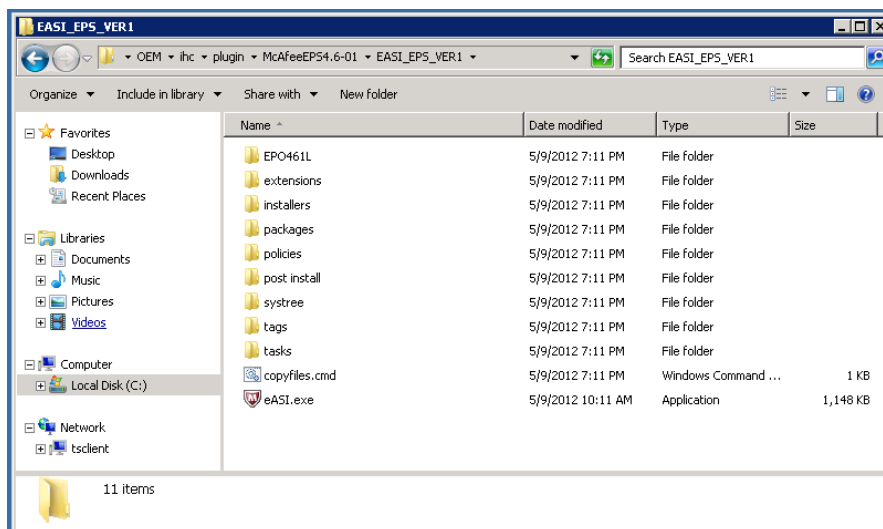 EASI_EPS_VER1
OEM ihc plugin McAfeeEPS4.6-01 EASI_EPS_VER1 Search EASI_EPS_VER1
Organize Include in library Share with New folder
Favorites
Desktop
Downloads
Recent Places
Libraries
Documents
Music
Pictures
Videos
Computer
Local Disk (C:)
Network
tsclient
Name Date modified Type Size
EPO461L 5/9/2012 7:11 PM File folder
extensions 5/9/2012 7:11 PM File folder
installers 5/9/2012 7:11 PM File folder
packages 5/9/2012 7:11 PM File folder
policies 5/9/2012 7:11 PM File folder
post install 5/9/2012 7:11 PM File folder
systree 5/9/2012 7:11 PM File folder
tags 5/9/2012 7:11 PM File folder
tasks 5/9/2012 7:11 PM File folder
copyfiles.cmd 5/9/2012 7:11 PM Windows Command ... 1 KB
eASI.exe 5/9/2012 10:11 AM Application 1,148 KB
11 items